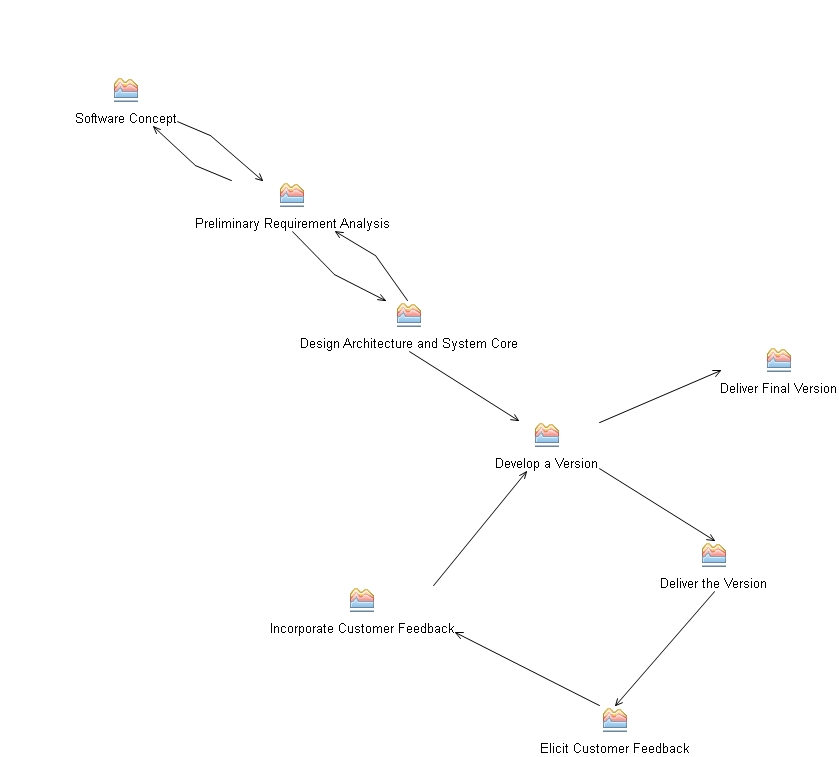 Software Concept
Preliminary Requirement Analysis
Design Architecture and System Core
Deliver Final Version
Develop a Version
Deliver the Version
Incorporate Customer Feedback
Elicit Customer Feedback